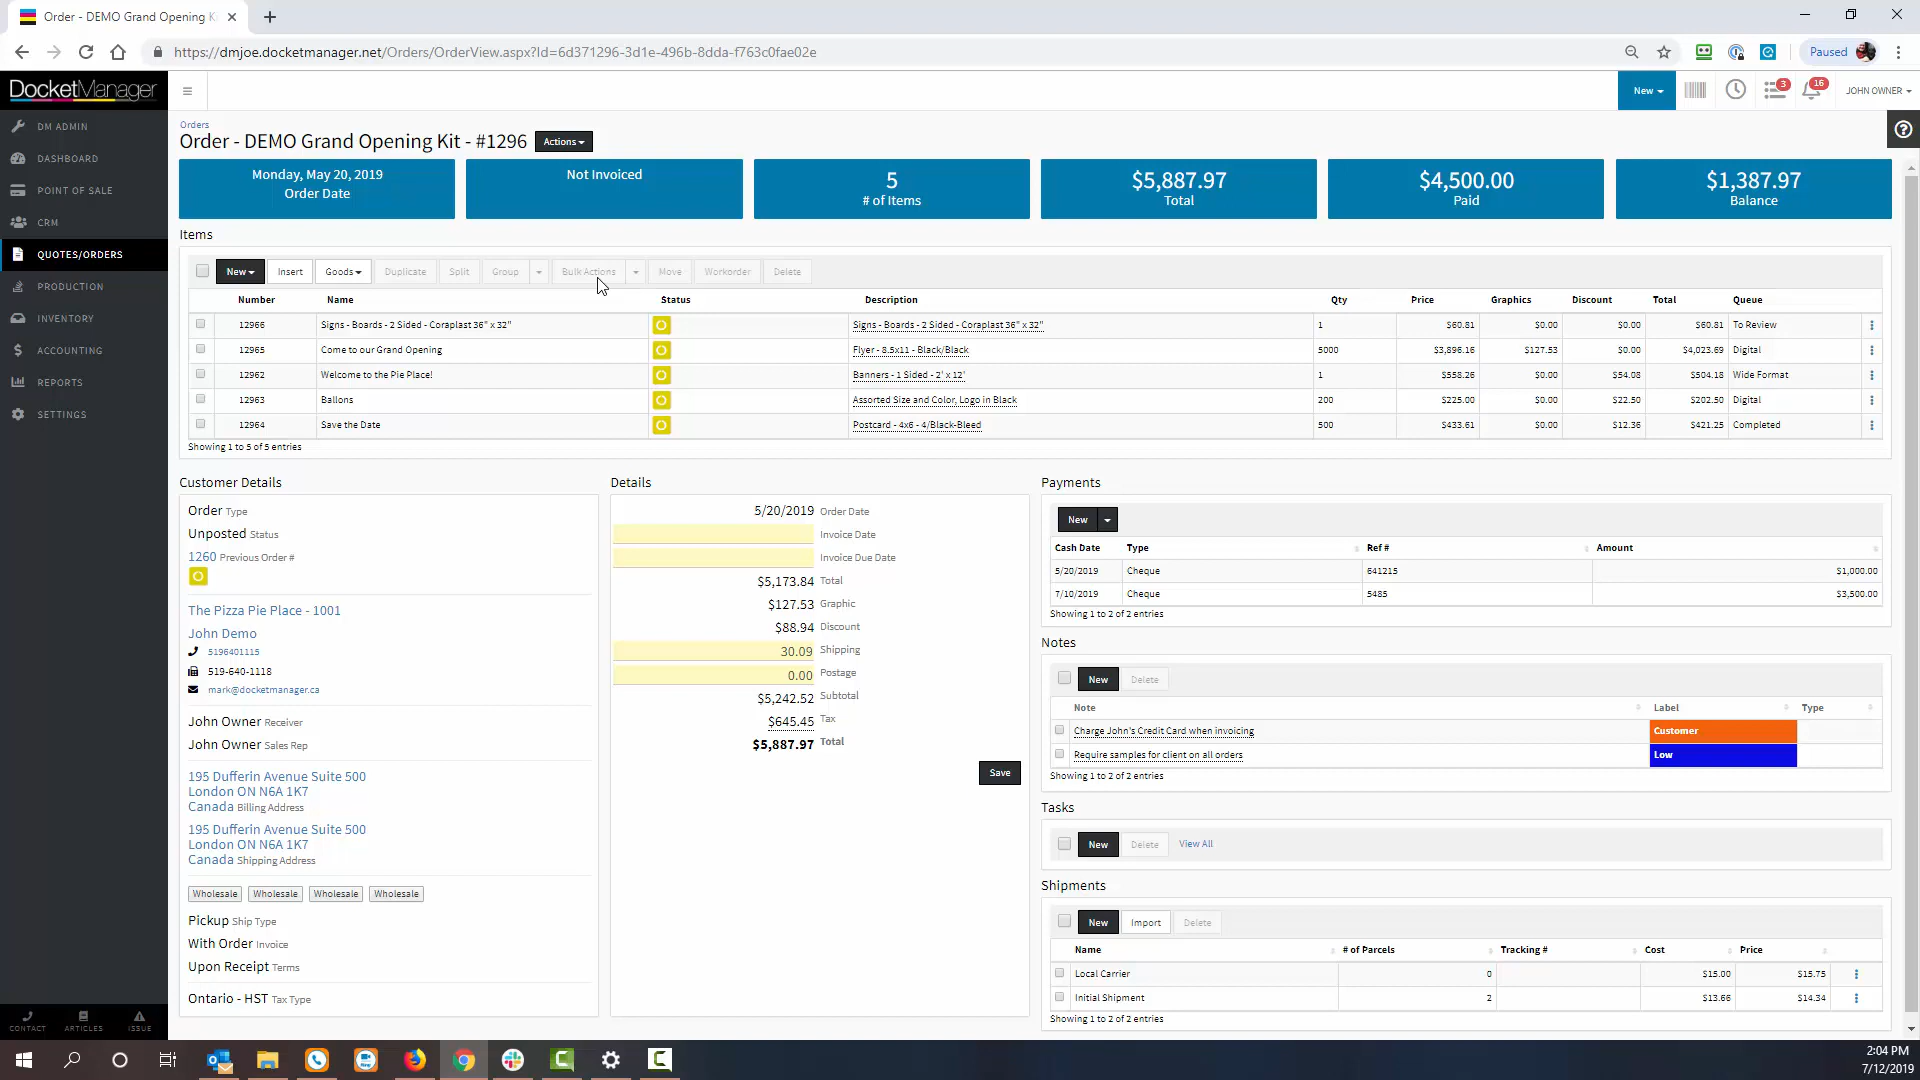 Order - DEMO Grand Opening Ki
https://dmjoe.docketmanager.net/Orders/OrderView.aspx?Id=6d371296-3d1e-496b-8dda-f763c0fae02e
Paused
DocketManager
New
3
16
JOHN OWNER
DM ADMIN
DASHBOARD
POINT OF SALE
CRM
QUOTES/ORDERS
PRODUCTION
INVENTORY
ACCOUNTING
REPORTS
SETTINGS
CONTACT
ARTICLES
ISSUE
Orders
Order - DEMO Grand Opening Kit - #1296 Actions
Monday, May 20, 2019
Order Date
Not Invoiced
5
# of Items
$5,887.97
Total
$4,500.00
Paid
$1,387.97
Balance
Items
New Insert Goods Duplicate Split Group Bulk Actions Move Workorder Delete
Number Name Status Description Qty Price Graphics Discount Total Queue
12966 Signs - Boards - 2 Sided - Coraplast 36" x 32" Signs - Boards - 2 Sided - Coraplast 36" x 32" 1 $60.81 $0.00 $0.00 $60.81 To Review
12965 Come to our Grand Opening Flyer - 8.5x11 - Black/Black 5000 $3,896.16 $127.53 $0.00 $4,023.69 Digital
12962 Welcome to the Pie Place! Banners - 1 Sided - 2' x 12' 1 $558.26 $0.00 $54.08 $504.18 Wide Format
12963 Ballons Assorted Size and Color, Logo in Black 200 $225.00 $0.00 $22.50 $202.50 Digital
12964 Save the Date Postcard - 4x6 - 4/Black-Bleed 500 $433.61 $0.00 $12.36 $421.25 Completed
Showing 1 to 5 of 5 entries
Customer Details
Order Type
Unposted Status
1260 Previous Order #
The Pizza Pie Place - 1001
John Demo
5196401115
519-640-1118
mark@docketmanager.ca
John Owner Receiver
John Owner Sales Rep
195 Dufferin Avenue Suite 500
London ON N6A 1K7
Canada Billing Address
195 Dufferin Avenue Suite 500
London ON N6A 1K7
Canada Shipping Address
Wholesale Wholesale Wholesale Wholesale
Pickup Ship Type
With Order Invoice
Upon Receipt Terms
Ontario - HST Tax Type
Details
5/20/2019 Order Date
Invoice Date
Invoice Due Date
$5,173.84 Total
$127.53 Graphic
$88.94 Discount
30.09 Shipping
0.00 Postage
$5,242.52 Subtotal
$645.45 Tax
$5,887.97 Total
Save
Payments
New
Cash Date Type Ref # Amount
5/20/2019 Cheque 641215 $1,000.00
7/10/2019 Cheque 5485 $3,500.00
Showing 1 to 2 of 2 entries
Notes
New Delete
Note Label Type
Charge John's Credit Card when invoicing Customer
Require samples for client on all orders Low
Showing 1 to 2 of 2 entries
Tasks
New Delete View All
Shipments
New Import Delete
Name # of Parcels Tracking # Cost Price
Local Carrier 0 $15.00 $15.75
Initial Shipment 2 $13.66 $14.34
Showing 1 to 2 of 2 entries
2:04 PM
7/12/2019